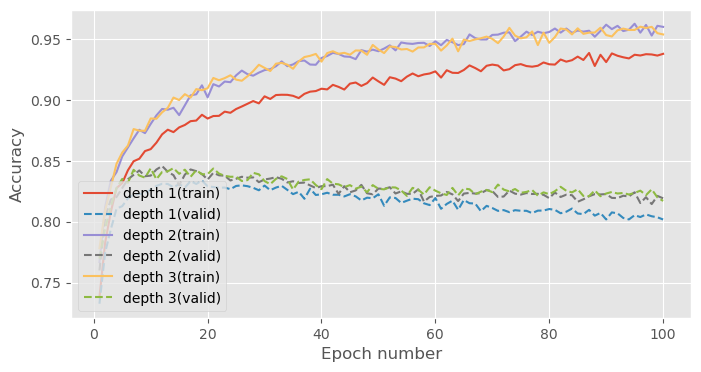 0.95
0.90
0.85
0.80
0.75
Accuracy
depth 1(train)
depth 1(valid)
depth 2(train)
depth 2(valid)
depth 3(train)
depth 3(valid)
0 20 40 60 80 100
Epoch number